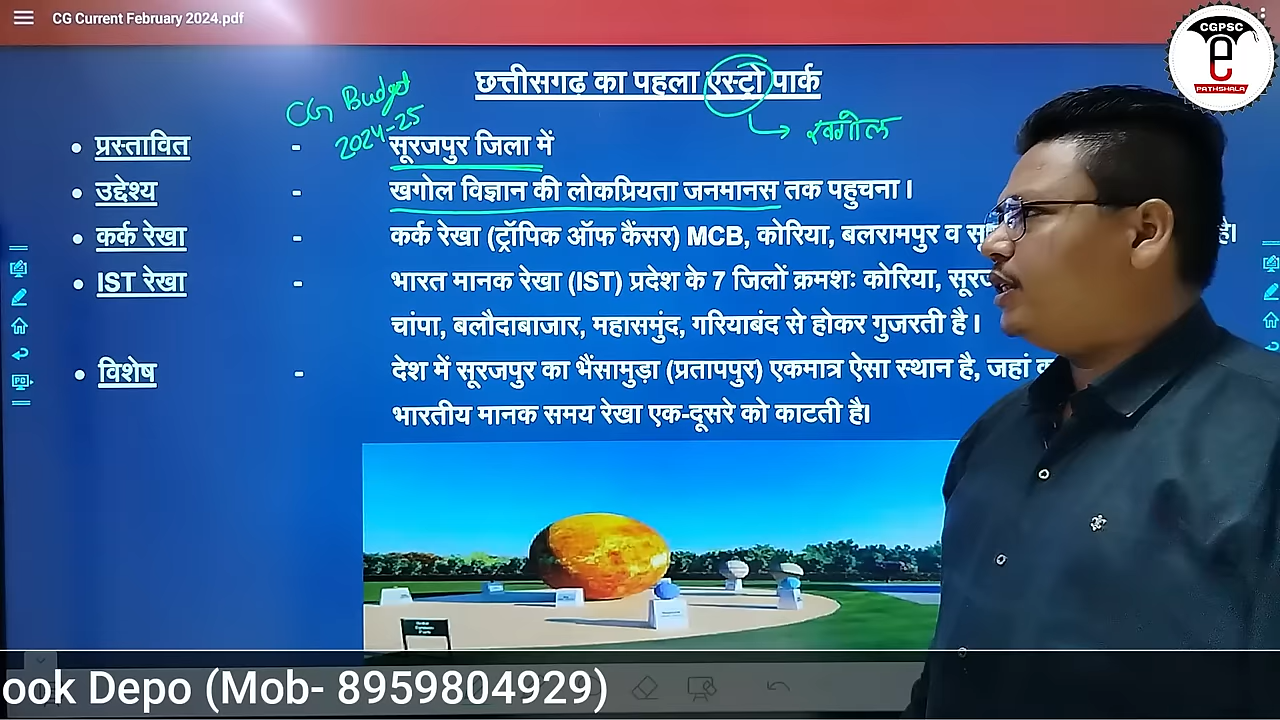 CG Current February 2024.pdf
CGPSC
e
PATHSHALA
छत्तीसगढ का पहला एस्ट्रो पार्क
CG Budget
2024-25
खगोल
• प्रस्तावित - सूरजपुर जिला में
• उद्देश्य - खगोल विज्ञान की लोकप्रियता जनमानस तक पहुचना ।
• कर्क रेखा - कर्क रेखा (ट्रॉपिक ऑफ कैंसर) MCB, कोरिया, बलरामपुर व है।
• IST रेखा - भारत मानक रेखा (IST) प्रदेश के 7 जिलों क्रमशः कोरिया,
चांपा, बलौदाबाजार, महासमुंद, गरियाबंद से होकर गुजरती है ।
• विशेष - देश में सूरजपुर का भैंसामुड़ा (प्रतापपुर) एकमात्र ऐसा स्थान है, जहां
भारतीय मानक समय रेखा एक-दूसरे को काटती है।
ook Depo (Mob- 8959804929)